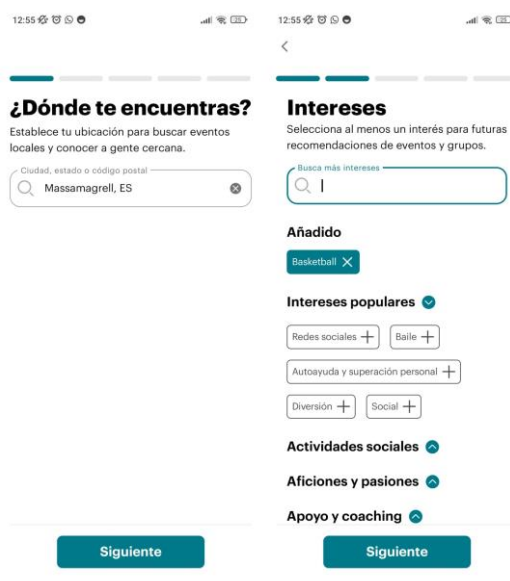 12:55
25
¿Dónde te encuentras?
Establece tu ubicación para buscar eventos
locales y conocer a gente cercana.
Ciudad, estado o código postal
Massamagrell, ES
Siguiente
12:55
25
Intereses
Selecciona al menos un interés para futuras
recomendaciones de eventos y grupos.
Busca más intereses
Añadido
Basketball
Intereses populares
Redes sociales
Baile
Autoayuda y superación personal
Diversión
Social
Actividades sociales
Aficiones y pasiones
Apoyo y coaching
Siguiente